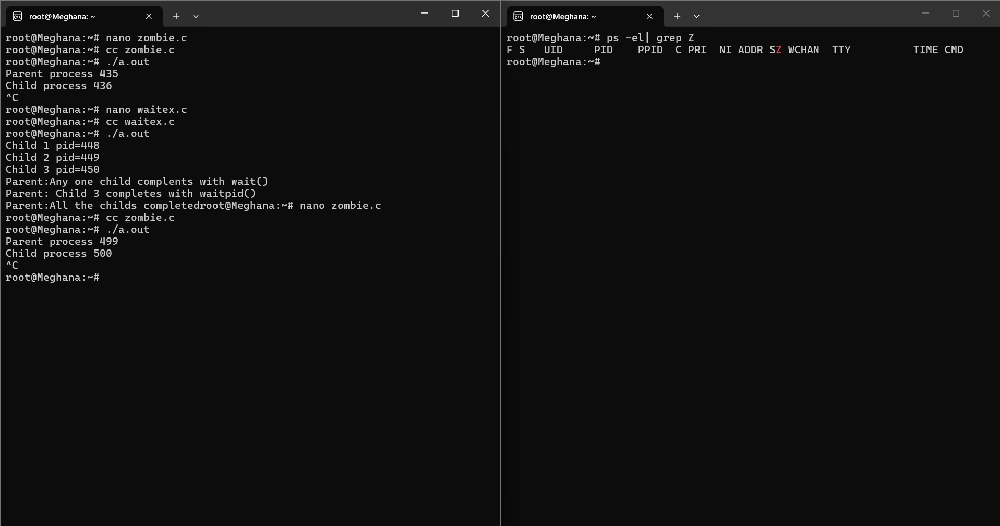 root@Meghana: ~
root@Meghana:~# nano zombie.c
root@Meghana:~# cc zombie.c
root@Meghana:~# ./a.out
Parent process 435
Child process 436
^C
root@Meghana:~# nano waitex.c
root@Meghana:~# cc waitex.c
root@Meghana:~# ./a.out
Child 1 pid=448
Child 2 pid=449
Child 3 pid=450
Parent:Any one child complents with wait()
Parent: Child 3 completes with waitpid()
Parent:All the childs completedroot@Meghana:~# nano zombie.c
root@Meghana:~# cc zombie.c
root@Meghana:~# ./a.out
Parent process 499
Child process 500
^C
root@Meghana:~#
root@Meghana: ~
root@Meghana:~# ps -el| grep Z
F S   UID     PID    PPID  C PRI  NI ADDR SZ WCHAN  TTY          TIME CMD
root@Meghana:~#